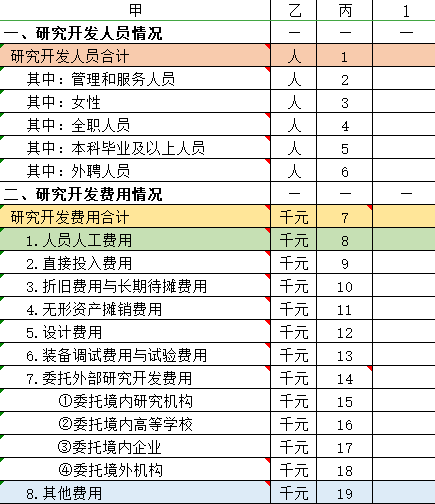 甲 乙 丙 1
一、研究开发人员情况 — — —
研究开发人员合计 人 1
其中：管理和服务人员 人 2
其中：女性 人 3
其中：全职人员 人 4
其中：本科毕业及以上人员 人 5
其中：外聘人员 人 6
二、研究开发费用情况 — — —
研究开发费用合计 千元 7
1.人员人工费用 千元 8
2.直接投入费用 千元 9
3.折旧费用与长期待摊费用 千元 10
4.无形资产摊销费用 千元 11
5.设计费用 千元 12
6.装备调试费用与试验费用 千元 13
7.委托外部研究开发费用 千元 14
①委托境内研究机构 千元 15
②委托境内高等学校 千元 16
③委托境内企业 千元 17
④委托境外机构 千元 18
8.其他费用 千元 19